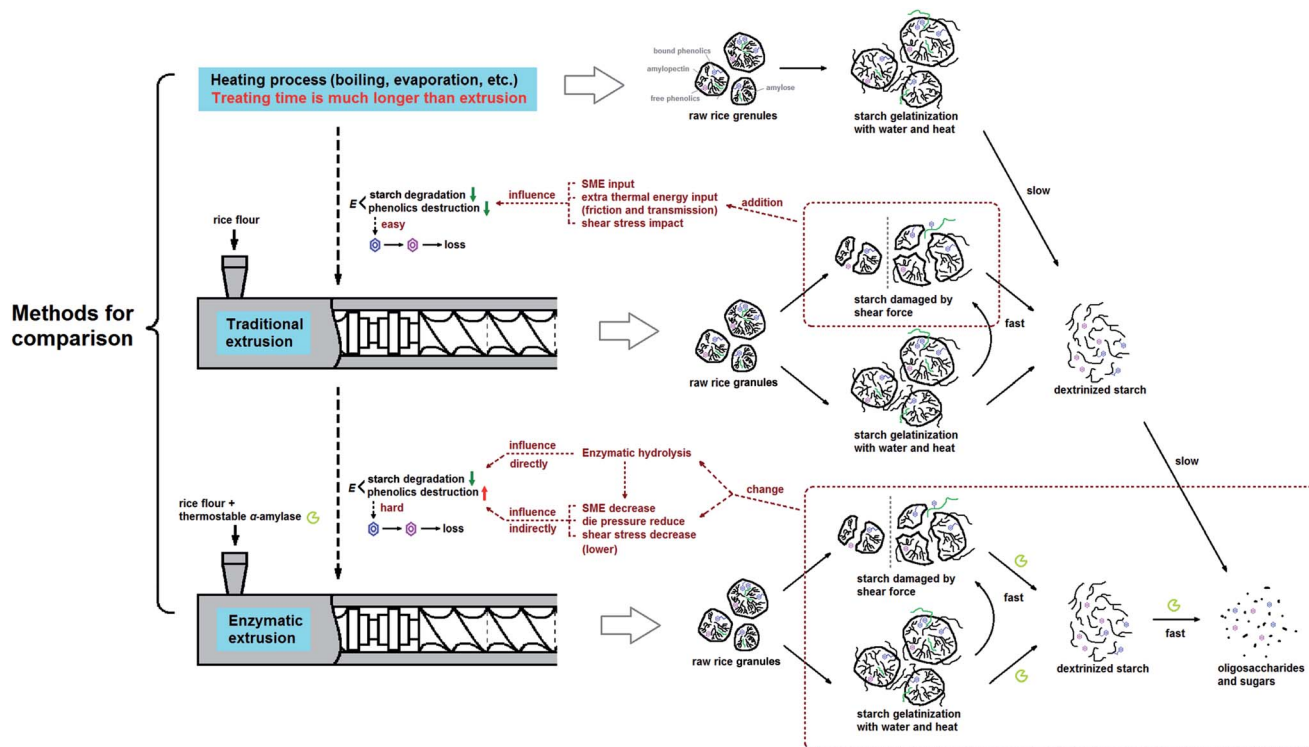 Methods for
comparison
Heating process (boiling, evaporation, etc.)
Treating time is much longer than extrusion
bound phenolics
amylopectin
free phenolics
amylose
raw rice grenules
starch gelatinization
with water and heat
slow
rice flour
E
starch degradation
phenolics destruction
easy
loss
influence
SME input
extra thermal energy input
(friction and transmission)
shear stress impact
addition
Traditional
extrusion
raw rice granules
starch damaged by
shear force
fast
starch gelatinization
with water and heat
dextrinized starch
slow
rice flour +
thermostable α-amylase
E
starch degradation
phenolics destruction
hard
loss
influence
directly
influence
indirectly
Enzymatic hydrolysis
SME decrease
die pressure reduce
shear stress decrease
(lower)
change
Enzymatic
extrusion
raw rice granules
starch damaged by
shear force
fast
starch gelatinization
with water and heat
dextrinized starch
fast
oligosaccharides
and sugars